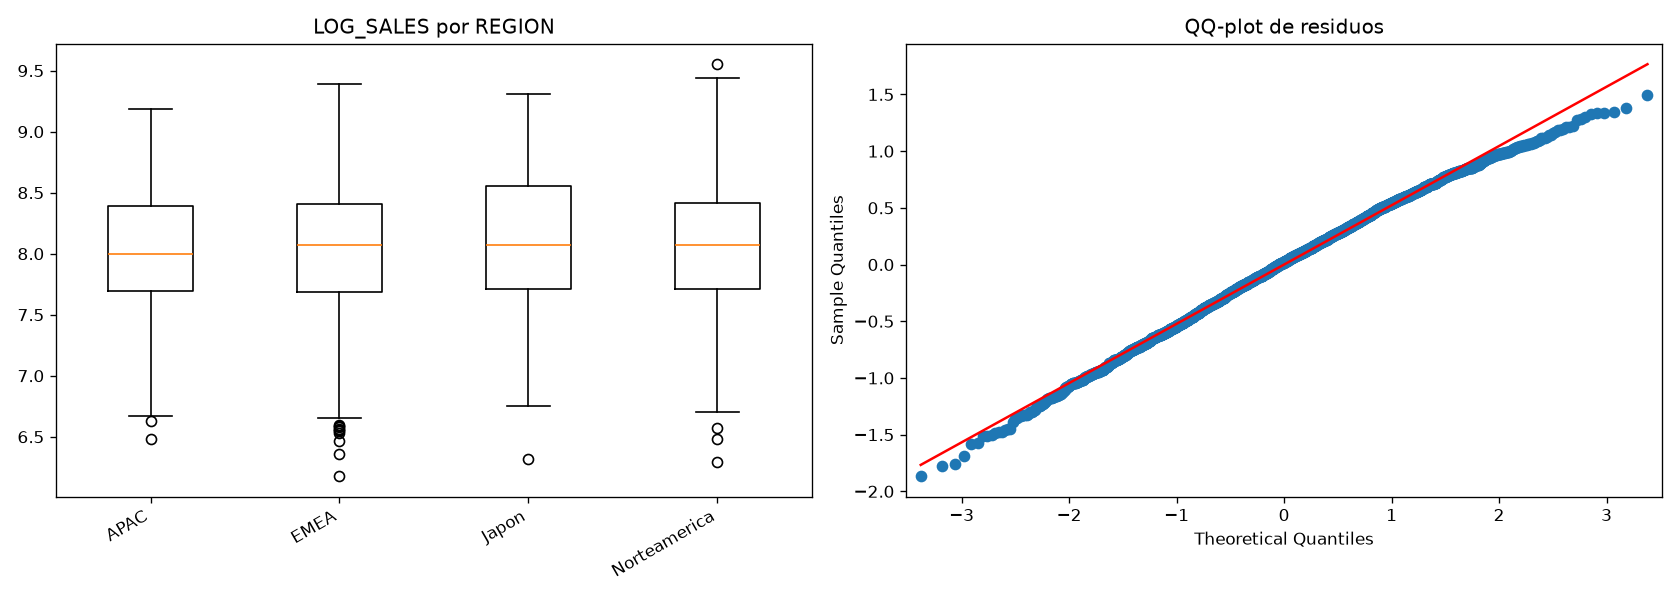 LOG_SALES por REGION
9.5
9.0
8.5
8.0
7.5
7.0
6.5
APAC
EMEA
Japon
Norteamerica
QQ-plot de residuos
Sample Quantiles
1.5
1.0
0.5
0.0
−0.5
−1.0
−1.5
−2.0
−3
−2
−1
0
1
2
3
Theoretical Quantiles